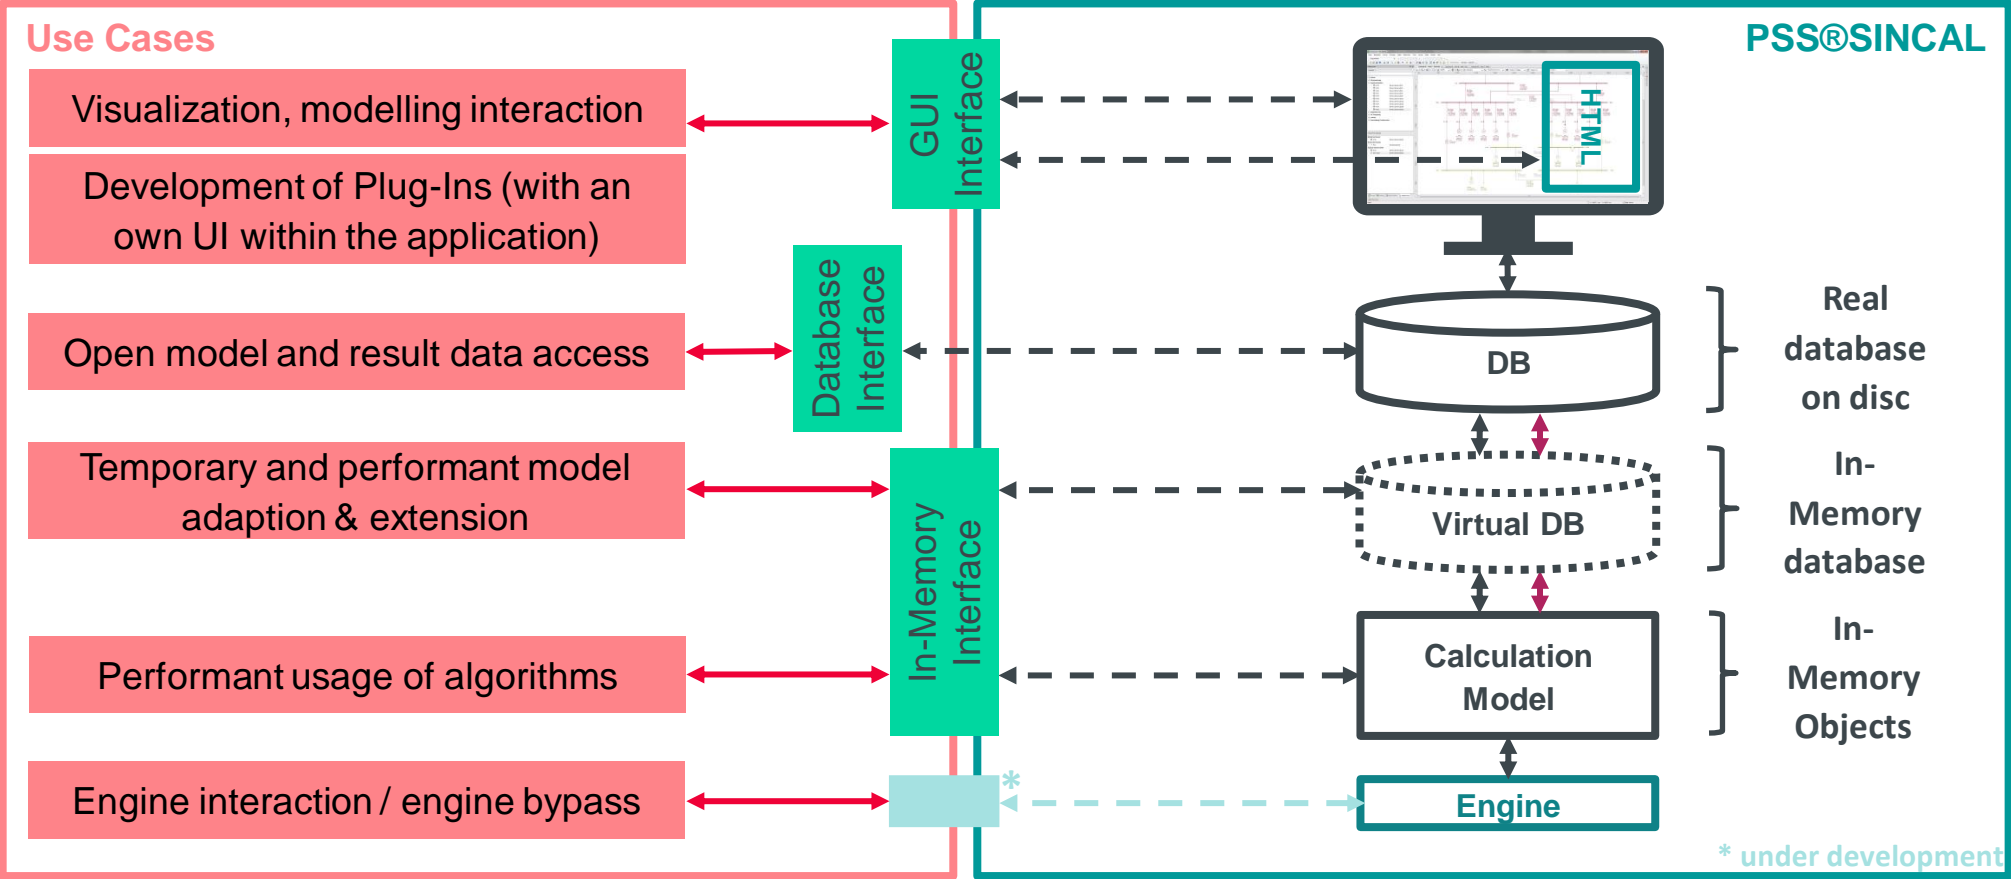 Use Cases
PSS®SINCAL
Visualization, modelling interaction
Development of Plug-Ins (with an
own UI within the application)
GUI
Interface
HTML
Open model and result data access
Database
Interface
DB
Real
database
on disc
Temporary and performant model
adaption & extension
In-Memory
Interface
Virtual DB
In-
Memory
database
Performant usage of algorithms
Calculation
Model
In-
Memory
Objects
Engine interaction / engine bypass
*
Engine
* under development